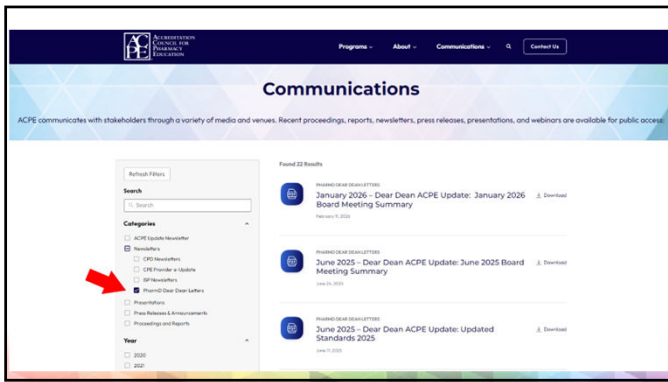 ACPE
ACCREDITATION
COUNCIL FOR
PHARMACY
EDUCATION
Programs
About
Communications
Contact Us
Communications
ACPE communicates with stakeholders through a variety of media and venues. Recent proceedings, reports, newsletters, press releases, presentations, and webinars are available for public access.
Refresh Filters
Search
Search
Categories
ACPE Update Newsletter
Newsletters
CPD Newsletters
CPE Provider e-Update
ISP Newsletters
PharmD Dear Dean Letters
Presentations
Press Releases & Announcements
Proceedings and Reports
Year
2020
2021
Found 22 Results
PHARMD DEAR DEAN LETTERS
January 2026 – Dear Dean ACPE Update: January 2026
Board Meeting Summary
Download
PHARMD DEAR DEAN LETTERS
June 2025 – Dear Dean ACPE Update: June 2025 Board
Meeting Summary
Download
PHARMD DEAR DEAN LETTERS
June 2025 – Dear Dean ACPE Update: Updated
Standards 2025
Download